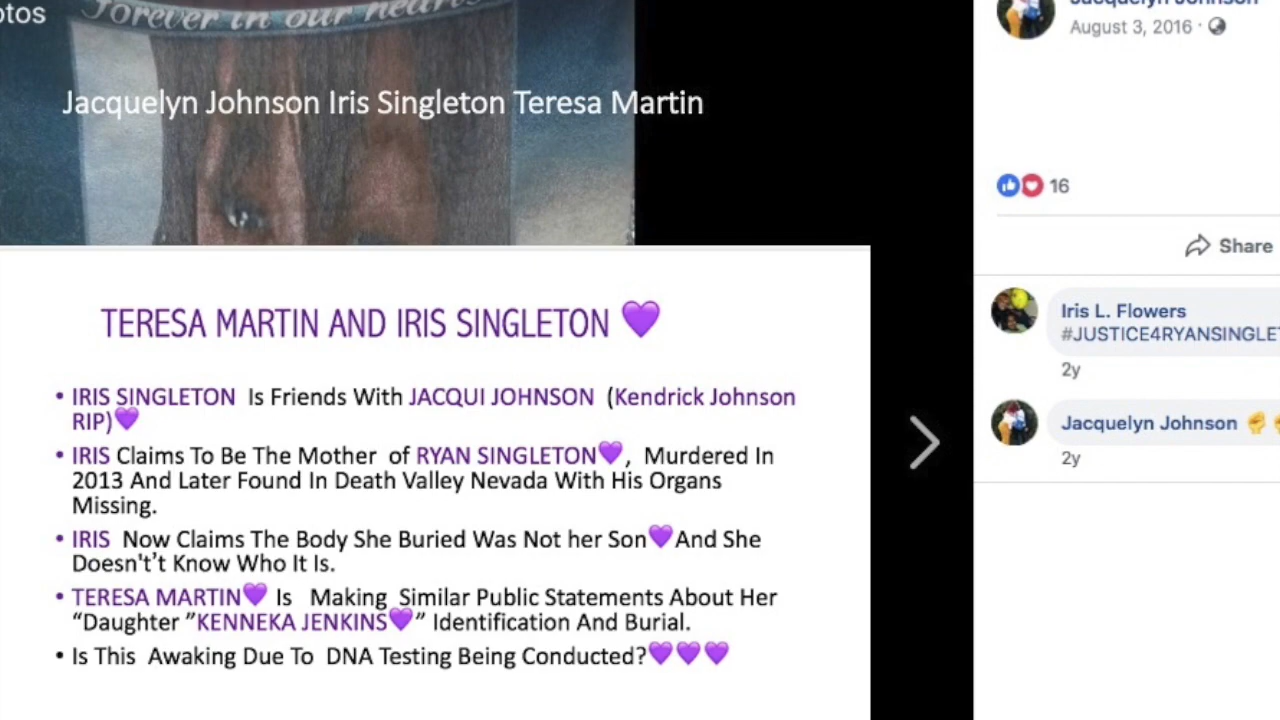 otos
Forever in our hearts
Jacquelyn Johnson Iris Singleton Teresa Martin
TERESA MARTIN AND IRIS SINGLETON 💜
• IRIS SINGLETON Is Friends With JACQUI JOHNSON (Kendrick Johnson
RIP)💜
• IRIS Claims To Be The Mother of RYAN SINGLETON💜, Murdered In
2013 And Later Found In Death Valley Nevada With His Organs
Missing.
• IRIS Now Claims The Body She Buried Was Not her Son💜And She
Doesn't’t Know Who It Is.
• TERESA MARTIN💜 Is Making Similar Public Statements About Her
“Daughter ”KENNEKA JENKINS💜” Identification And Burial.
• Is This Awaking Due To DNA Testing Being Conducted?💜💜💜
Jacquelyn Johnson
August 3, 2016 ·
16
Share
Iris L. Flowers
#JUSTICE4RYANSINGLET
2y
Jacquelyn Johnson ✊
2y